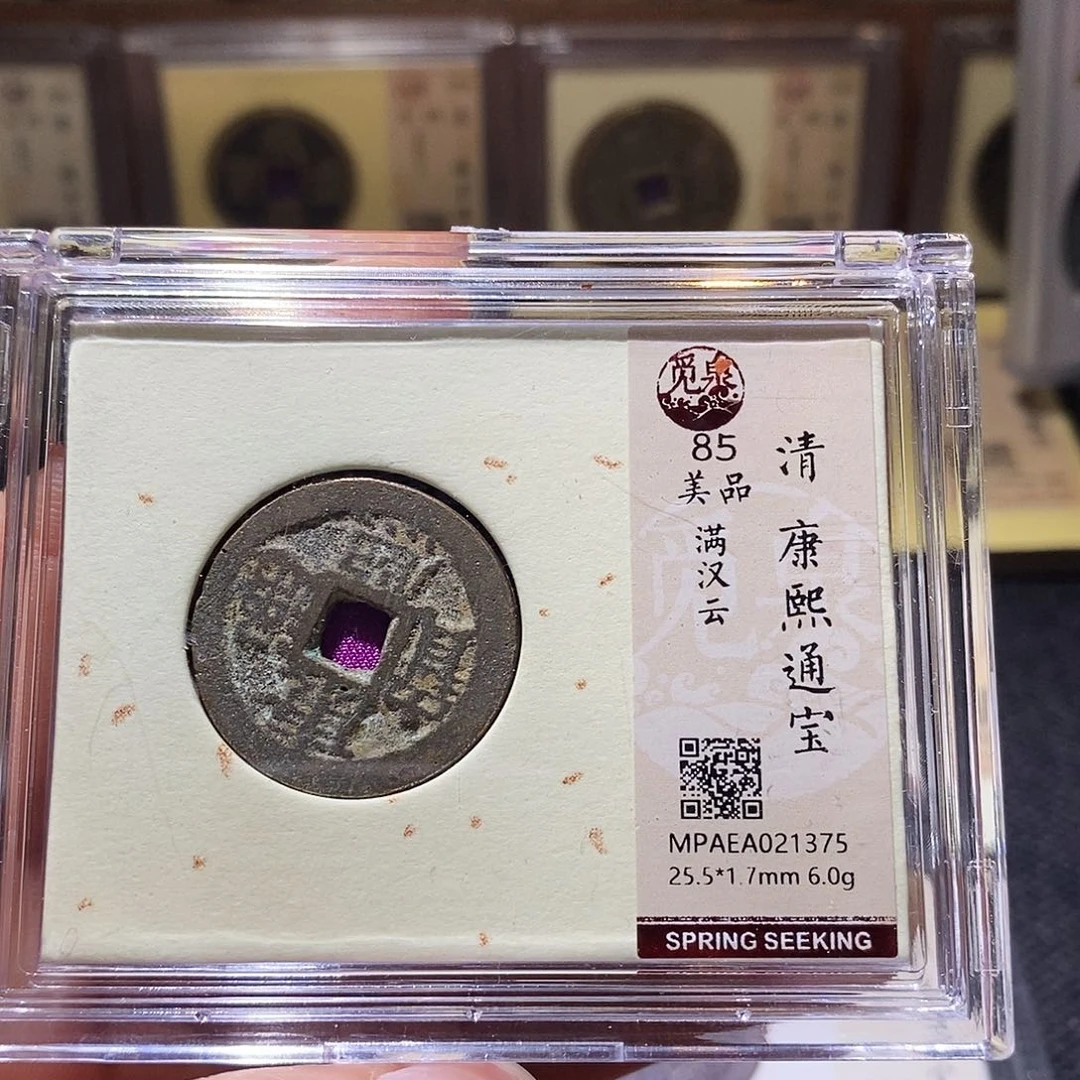 觅泉
85
美品
满汉云
清 康熙通宝
MPAEA021375
25.5*1.7mm 6.0g
SPRING SEEKING